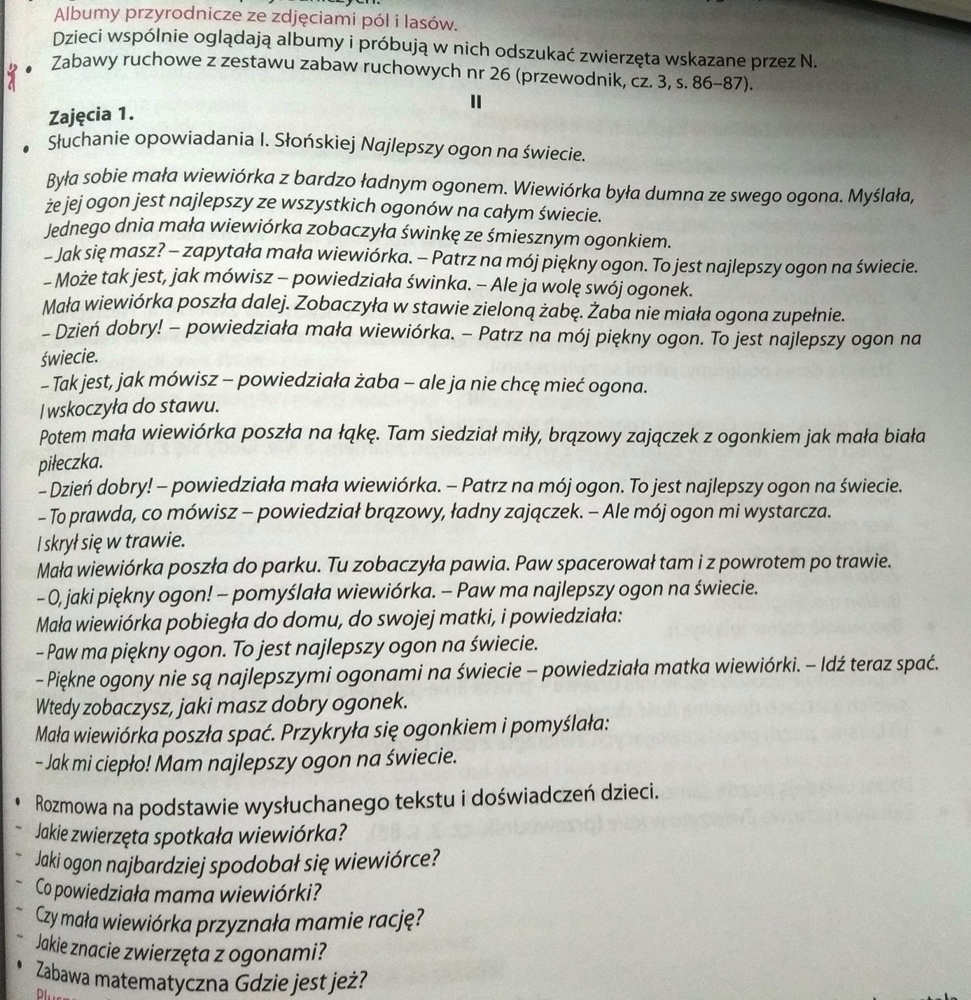 Albumy przyrodnicze ze zdjęciami pól i lasów.
Dzieci wspólnie oglądają albumy i próbują w nich odszukać zwierzęta wskazane przez N.
• Zabawy ruchowe z zestawu zabaw ruchowych nr 26 (przewodnik, cz. 3, s. 86–87).
II
Zajęcia 1.
• Słuchanie opowiadania I. Słońskiej Najlepszy ogon na świecie.
Była sobie mała wiewiórka z bardzo ładnym ogonem. Wiewiórka była dumna ze swego ogona. Myślała,
że jej ogon jest najlepszy ze wszystkich ogonów na całym świecie.
Jednego dnia mała wiewiórka zobaczyła świnkę ze śmiesznym ogonkiem.
– Jak się masz? – zapytała mała wiewiórka. – Patrz na mój piękny ogon. To jest najlepszy ogon na świecie.
– Może tak jest, jak mówisz – powiedziała świnka. – Ale ja wolę swój ogonek.
Mała wiewiórka poszła dalej. Zobaczyła w stawie zieloną żabę. Żaba nie miała ogona zupełnie.
– Dzień dobry! – powiedziała mała wiewiórka. – Patrz na mój piękny ogon. To jest najlepszy ogon na
świecie.
– Tak jest, jak mówisz – powiedziała żaba – ale ja nie chcę mieć ogona.
I wskoczyła do stawu.
Potem mała wiewiórka poszła na łąkę. Tam siedział miły, brązowy zajączek z ogonkiem jak mała biała
piłeczka.
– Dzień dobry! – powiedziała mała wiewiórka. – Patrz na mój ogon. To jest najlepszy ogon na świecie.
– To prawda, co mówisz – powiedział brązowy, ładny zajączek. – Ale mój ogon mi wystarcza.
I skrył się w trawie.
Mała wiewiórka poszła do parku. Tu zobaczyła pawia. Paw spacerował tam i z powrotem po trawie.
– O, jaki piękny ogon! – pomyślała wiewiórka. – Paw ma najlepszy ogon na świecie.
Mała wiewiórka pobiegła do domu, do swojej matki, i powiedziała:
– Paw ma piękny ogon. To jest najlepszy ogon na świecie.
– Piękne ogony nie są najlepszymi ogonami na świecie – powiedziała matka wiewiórki. – Idź teraz spać.
Wtedy zobaczysz, jaki masz dobry ogonek.
Mała wiewiórka poszła spać. Przykryła się ogonkiem i pomyślała:
– Jak mi ciepło! Mam najlepszy ogon na świecie.
• Rozmowa na podstawie wysłuchanego tekstu i doświadczeń dzieci.
– Jakie zwierzęta spotkała wiewiórka?
– Jaki ogon najbardziej spodobał się wiewiórce?
– Co powiedziała mama wiewiórki?
– Czy mała wiewiórka przyznała mamie rację?
– Jakie znacie zwierzęta z ogonami?
• Zabawa matematyczna Gdzie jest jeż?